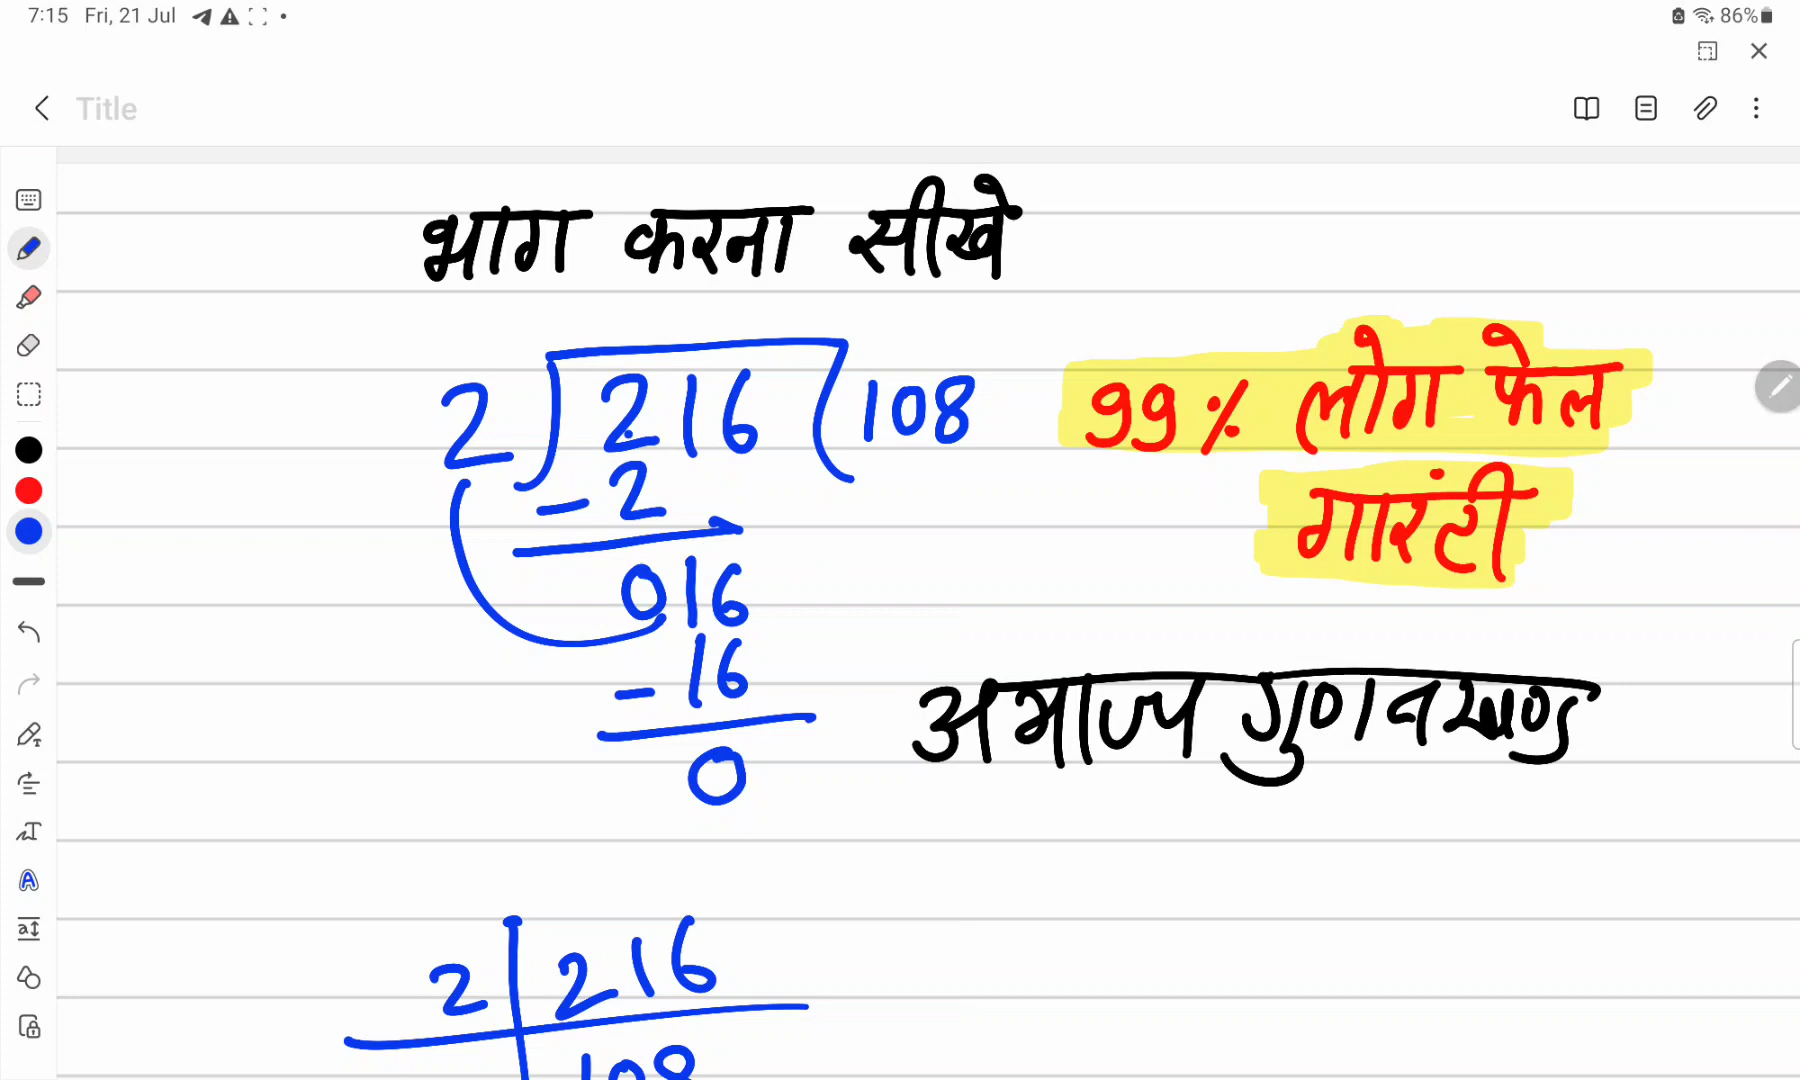 7:15 Fri, 21 Jul 86%
Title
भाग करना सीखे
2 216 108
99% लोग फेल
- 2
गारंटी
016
- 16
अभाज्य गुणनखण्ड
0
2 216
108